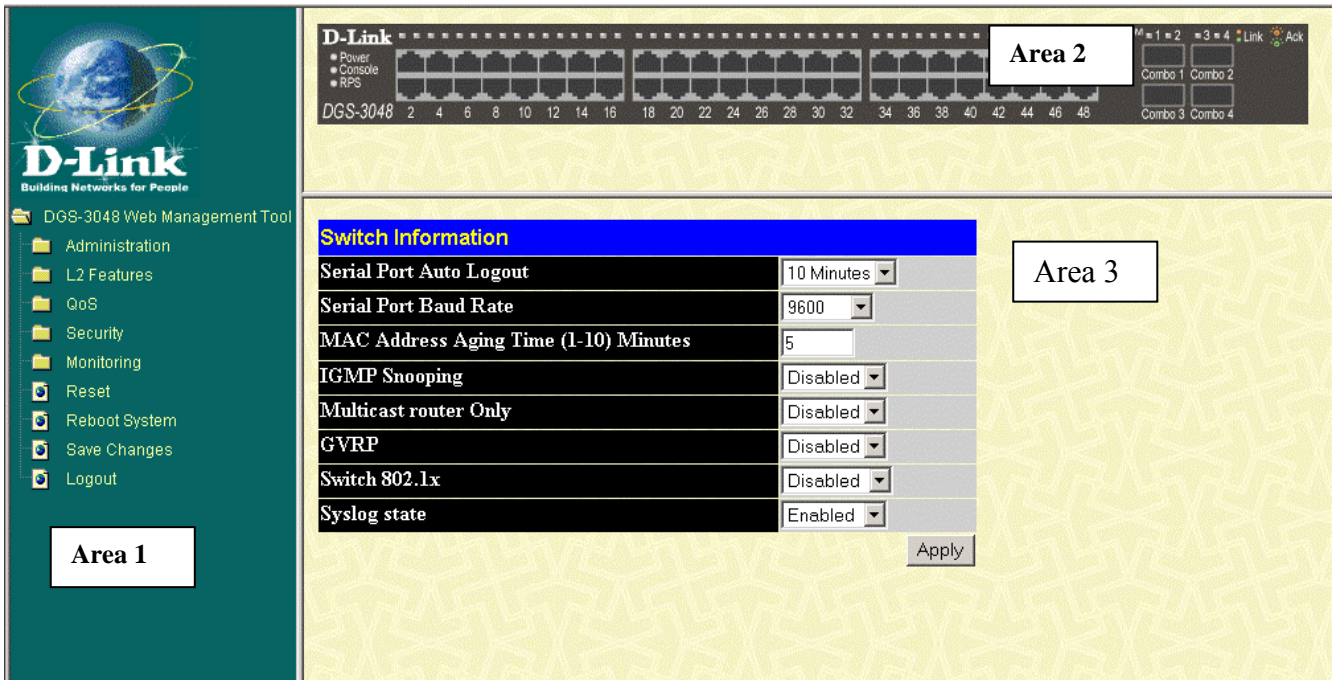 D-Link
Building Networks for People
DGS-3048 Web Management Tool
Administration
L2 Features
QoS
Security
Monitoring
Reset
Reboot System
Save Changes
Logout
Area 1
D-Link
Power
Console
RPS
DGS-3048 2 4 6 8 10 12 14 16 18 20 22 24 26 28 30 32 34 36 38 40 42 44 46 48
Area 2
M 1 2 3 4 Link Ack
Combo 1 Combo 2
Combo 3 Combo 4
Switch Information
Serial Port Auto Logout 10 Minutes
Serial Port Baud Rate 9600
MAC Address Aging Time (1-10) Minutes 5
IGMP Snooping Disabled
Multicast router Only Disabled
GVRP Disabled
Switch 802.1x Disabled
Syslog state Enabled
Apply
Area 3